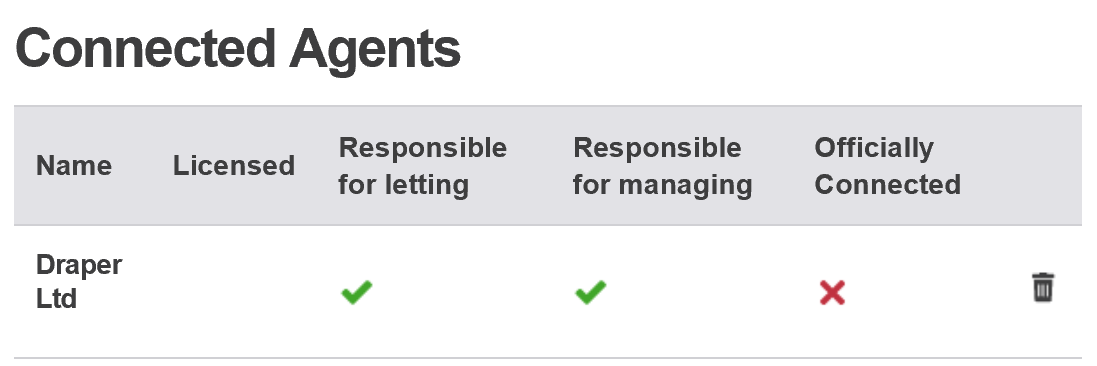 Connected Agents
Name Licensed Responsible for letting Responsible for managing Officially Connected
Draper
Ltd